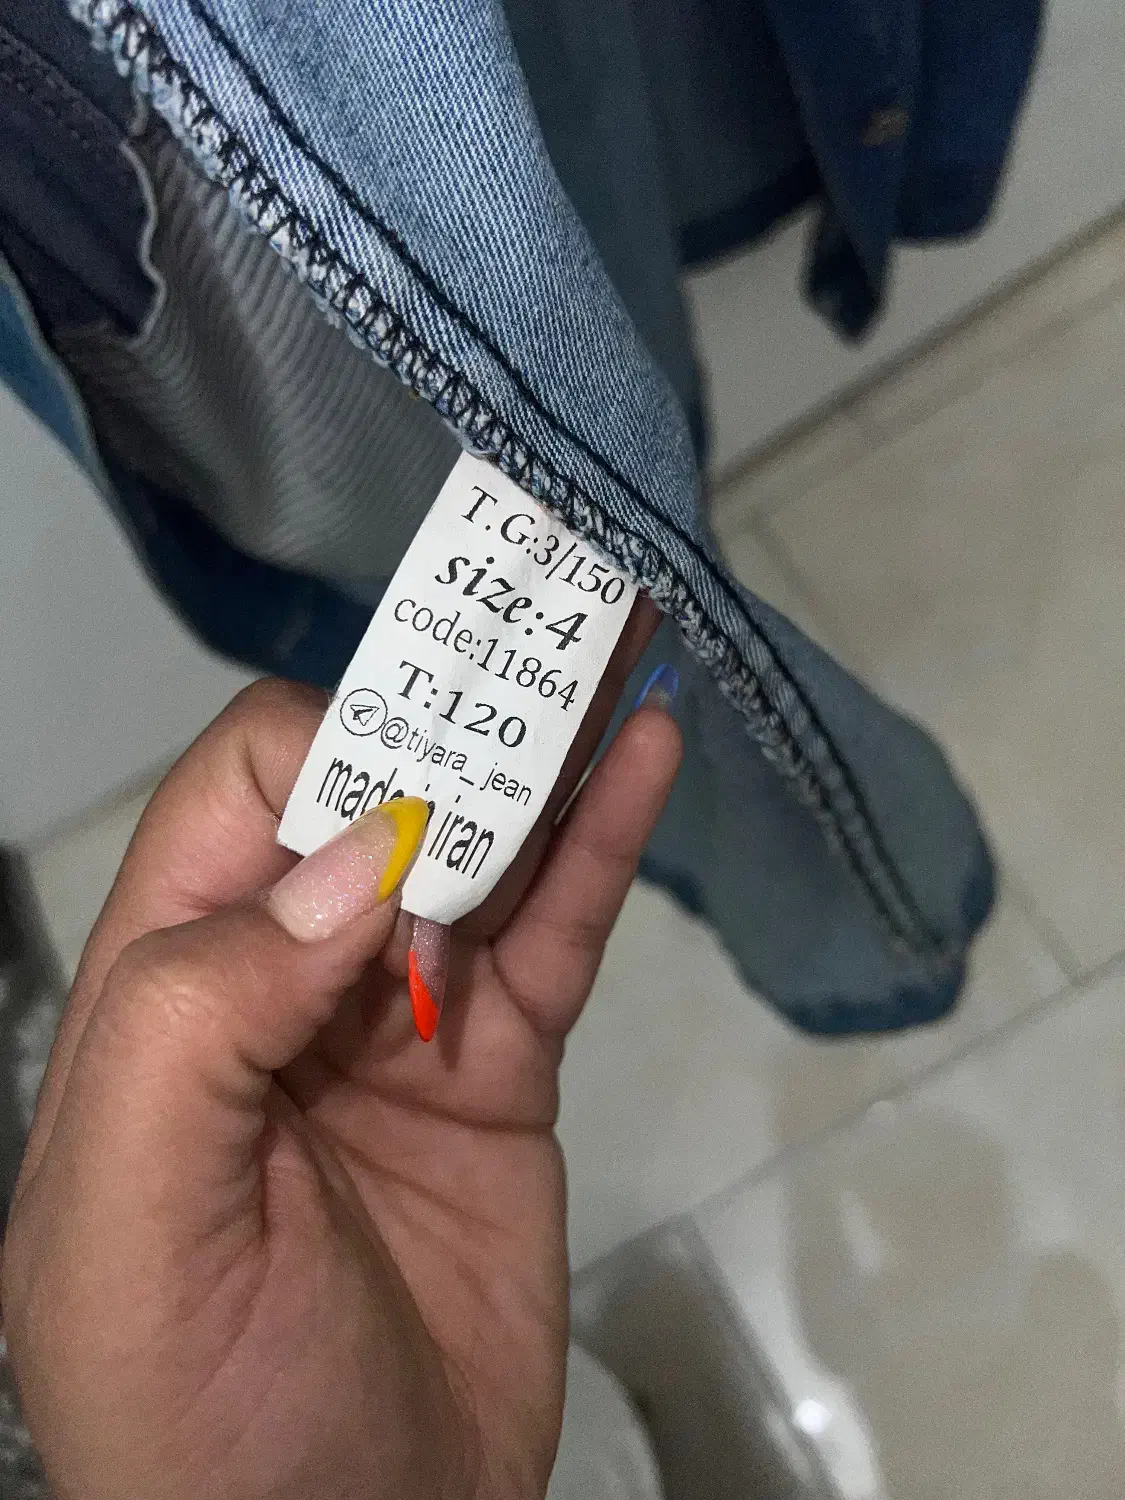 T.G:3/150
size:4
code:11864
T:120
@tiyara_jean
made in iran